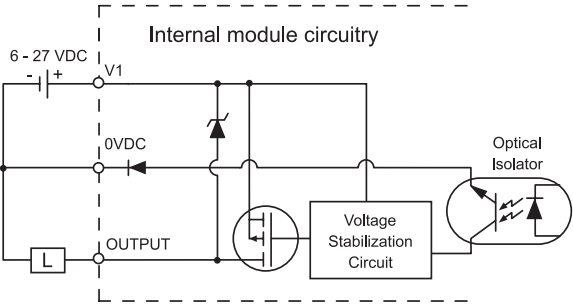 Internal module circuitry
6 - 27 VDC
- +
V1
0VDC
Optical
Isolator
OUTPUT
L
Voltage
Stabilization
Circuit